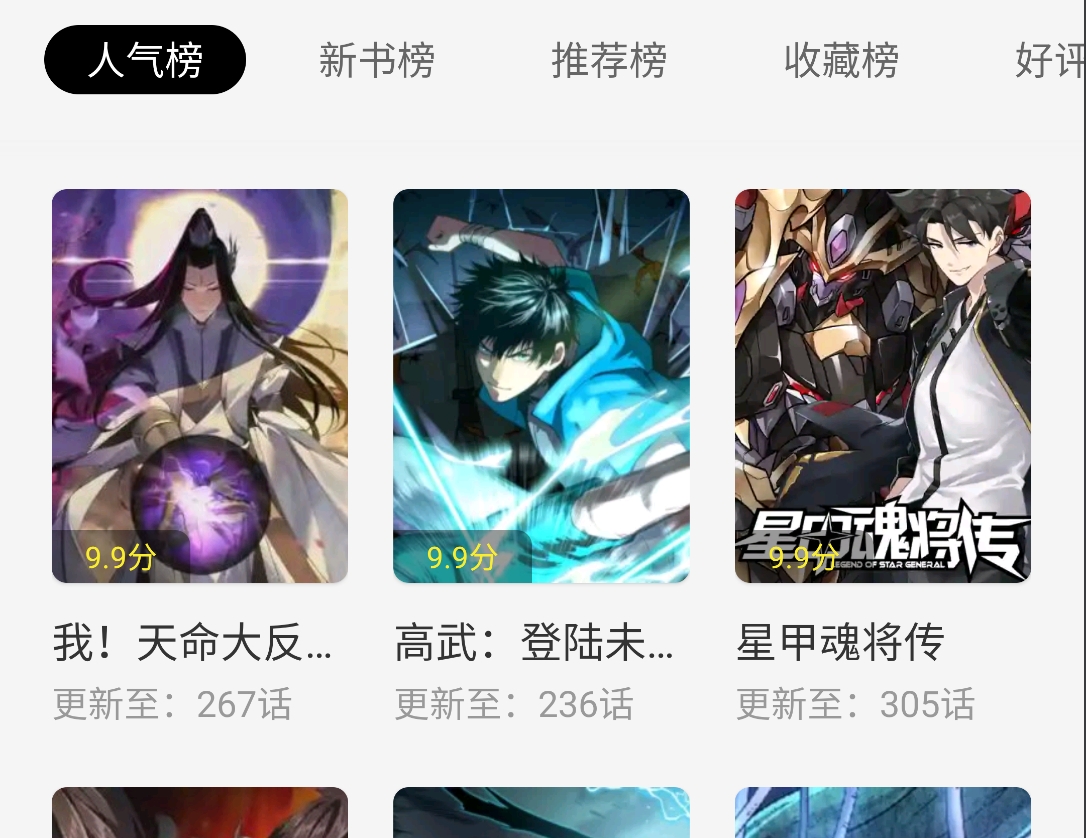 人气榜
新书榜
推荐榜
收藏榜
好评
9.9分
9.9分
星甲魂将传
LEGEND OF STAR GENERAL
9.9分
我！天命大反…
高武：登陆未…
星甲魂将传
更新至：267话
更新至：236话
更新至：305话